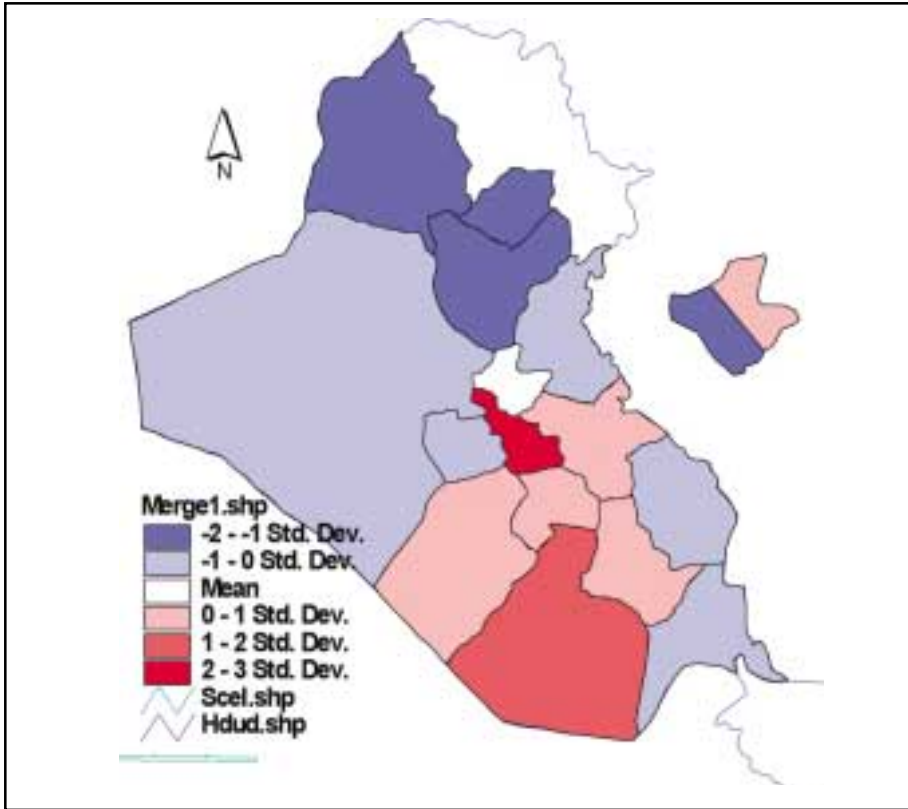 N
Merge1.shp
-2 - -1 Std. Dev.
-1 - 0 Std. Dev.
Mean
0 - 1 Std. Dev.
1 - 2 Std. Dev.
2 - 3 Std. Dev.
Scel.shp
Hdud.shp